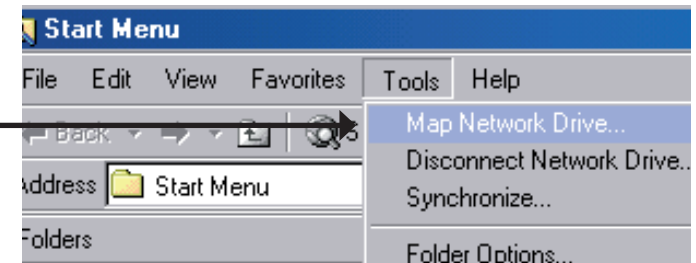 Start Menu
File Edit View Favorites Tools Help
Back
Map Network Drive...
Disconnect Network Drive..
Address Start Menu
Synchronize...
Folders
Folder Options...